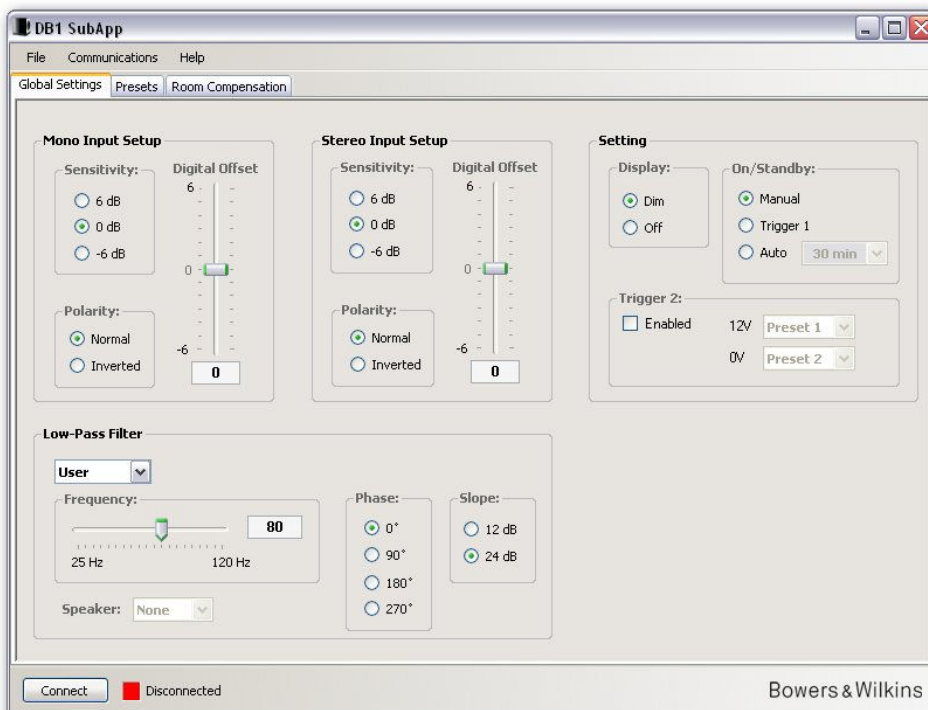 DB1 SubApp
File Communications Help
Global Settings Presets Room Compensation
Mono Input Setup
Sensitivity:
6 dB
0 dB
-6 dB
Digital Offset
6
0
-6
0
Polarity:
Normal
Inverted
Stereo Input Setup
Sensitivity:
6 dB
0 dB
-6 dB
Digital Offset
6
0
-6
0
Polarity:
Normal
Inverted
Setting
Display:
Dim
Off
On/Standby:
Manual
Trigger 1
Auto 30 min
Trigger 2:
Enabled 12V Preset 1
0V Preset 2
Low-Pass Filter
User
Frequency:
80
25 Hz 120 Hz
Speaker: None
Phase:
0°
90°
180°
270°
Slope:
12 dB
24 dB
Connect Disconnected Bowers & Wilkins